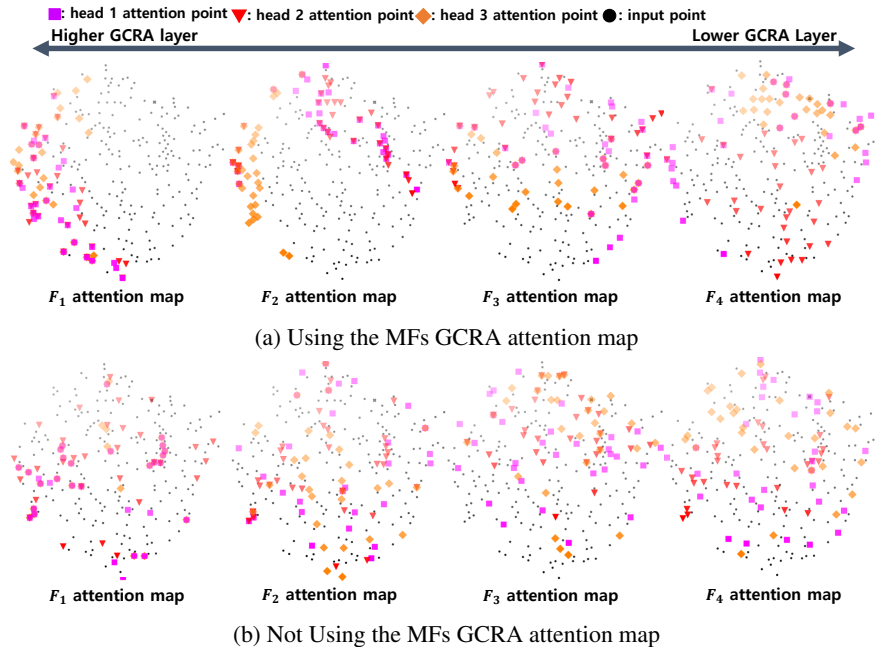 ■: head 1 attention point ▼: head 2 attention point ◆: head 3 attention point ●: input point
Higher GCRA layer Lower GCRA Layer
F₁ attention map F₂ attention map F₃ attention map F₄ attention map
(a) Using the MFs GCRA attention map
F₁ attention map F₂ attention map F₃ attention map F₄ attention map
(b) Not Using the MFs GCRA attention map